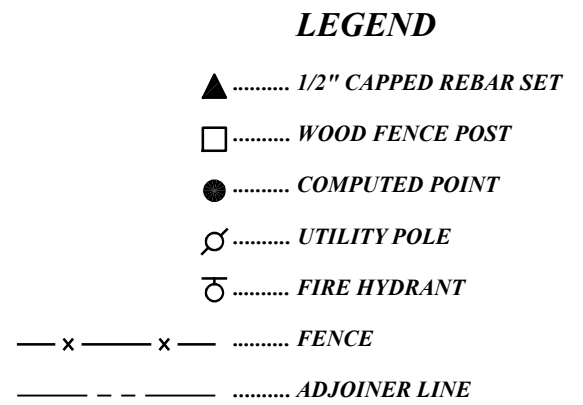 LEGEND
.......... 1/2" CAPPED REBAR SET
.......... WOOD FENCE POST
.......... COMPUTED POINT
.......... UTILITY POLE
.......... FIRE HYDRANT
x x .......... FENCE
.......... ADJOINER LINE